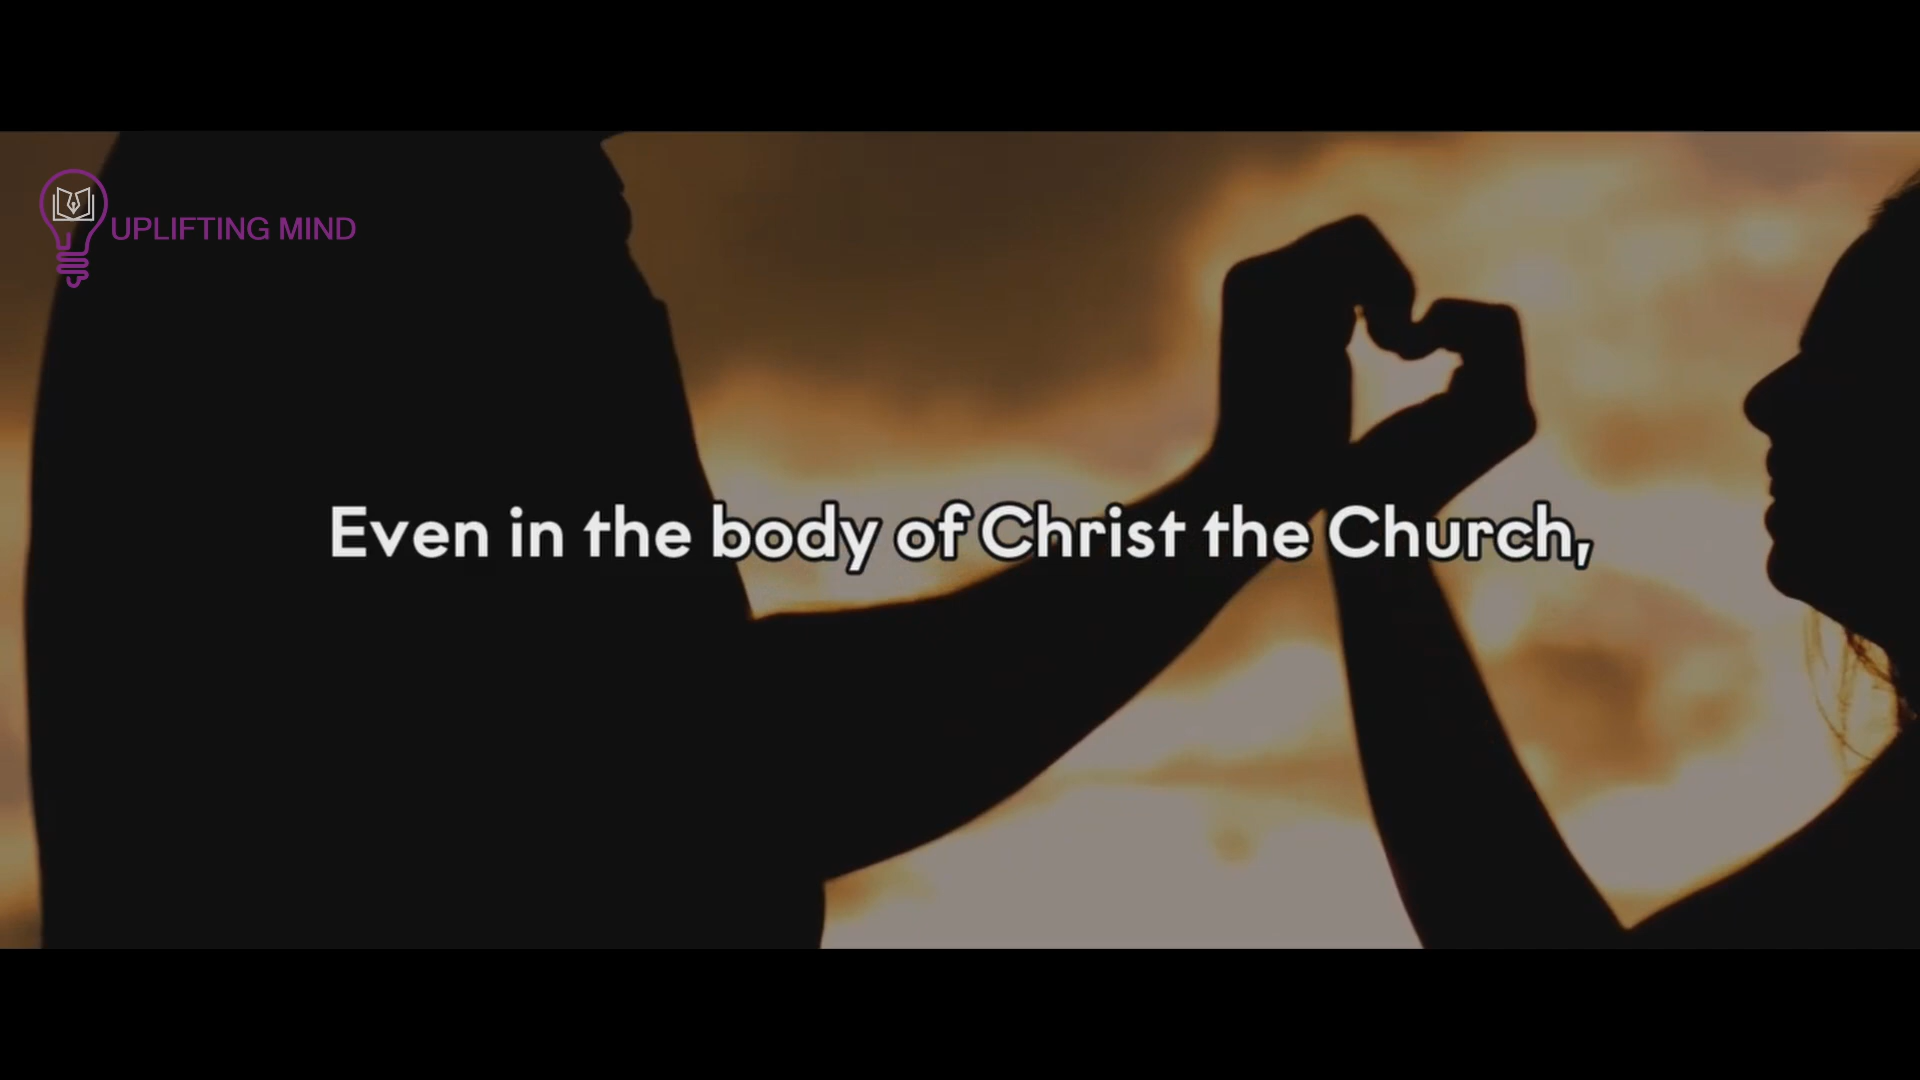 UPLIFTING MIND
Even in the body of Christ the Church,